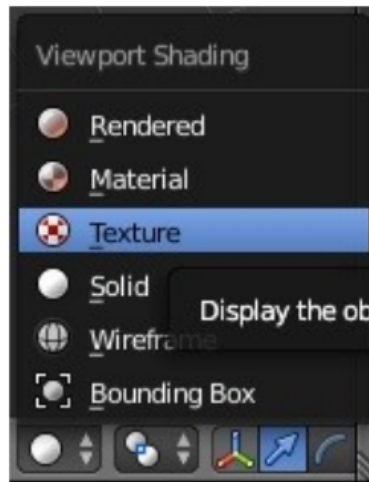 Viewport Shading
Rendered
Material
Texture
Solid
Display the ob
Wirefra
Bounding Box